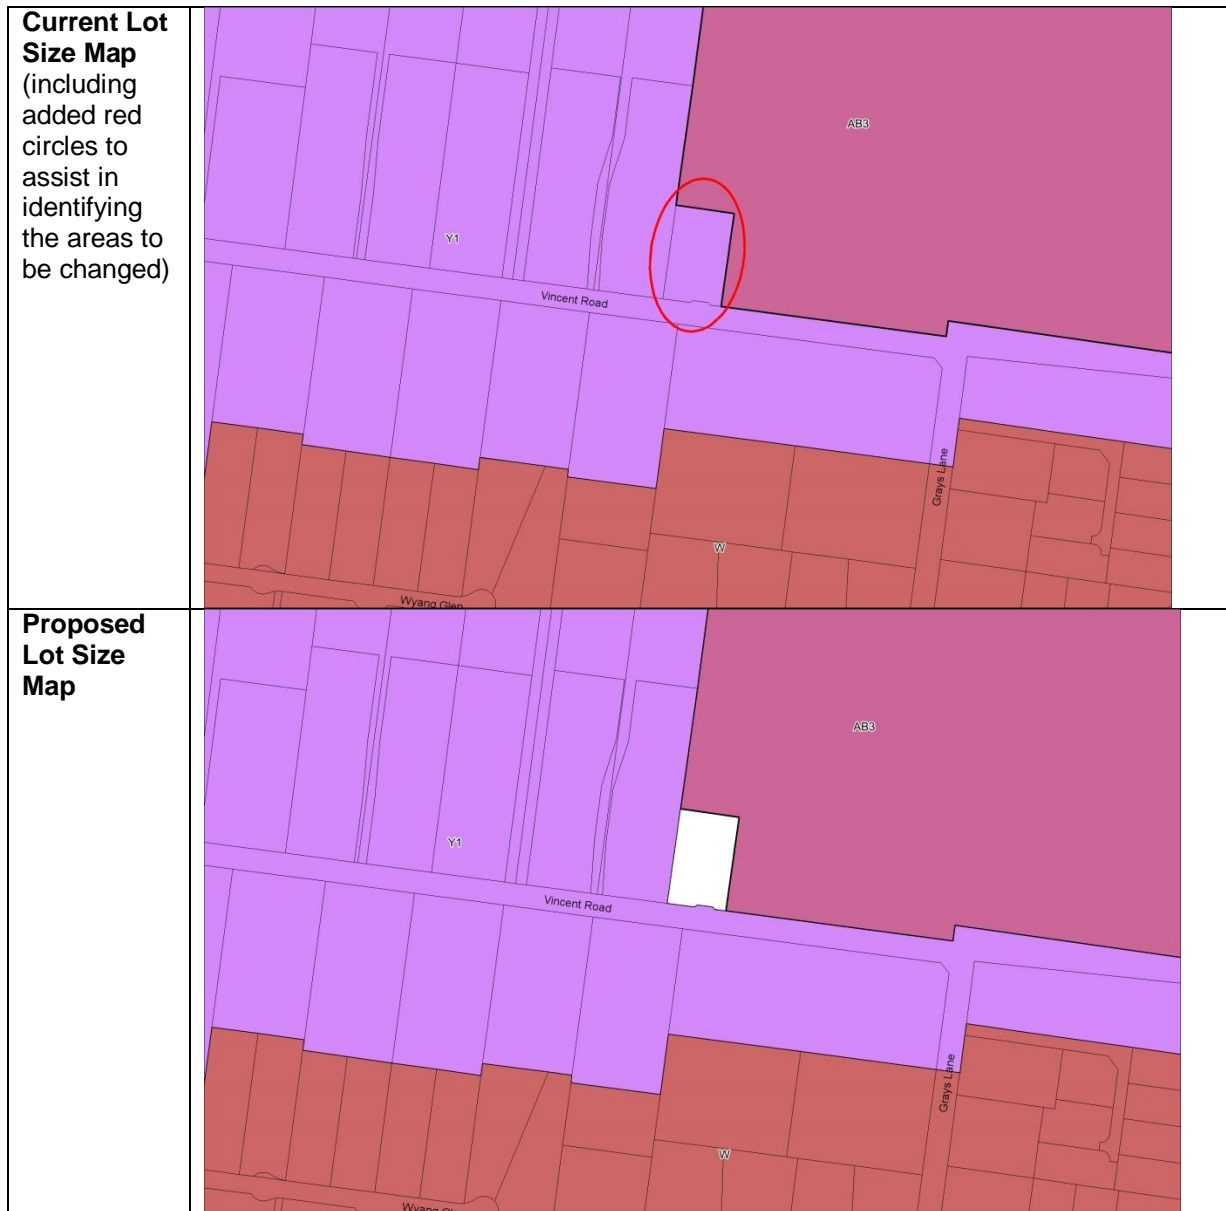 Current Lot
Size Map
(including
added red
circles to
assist in
identifying
the areas to
be changed)
AB3
Y1
Vincent Road
Grays Lane
W
Wyang Glen
Proposed
Lot Size
Map
AB3
Y1
Vincent Road
Grays Lane
W
Wyang